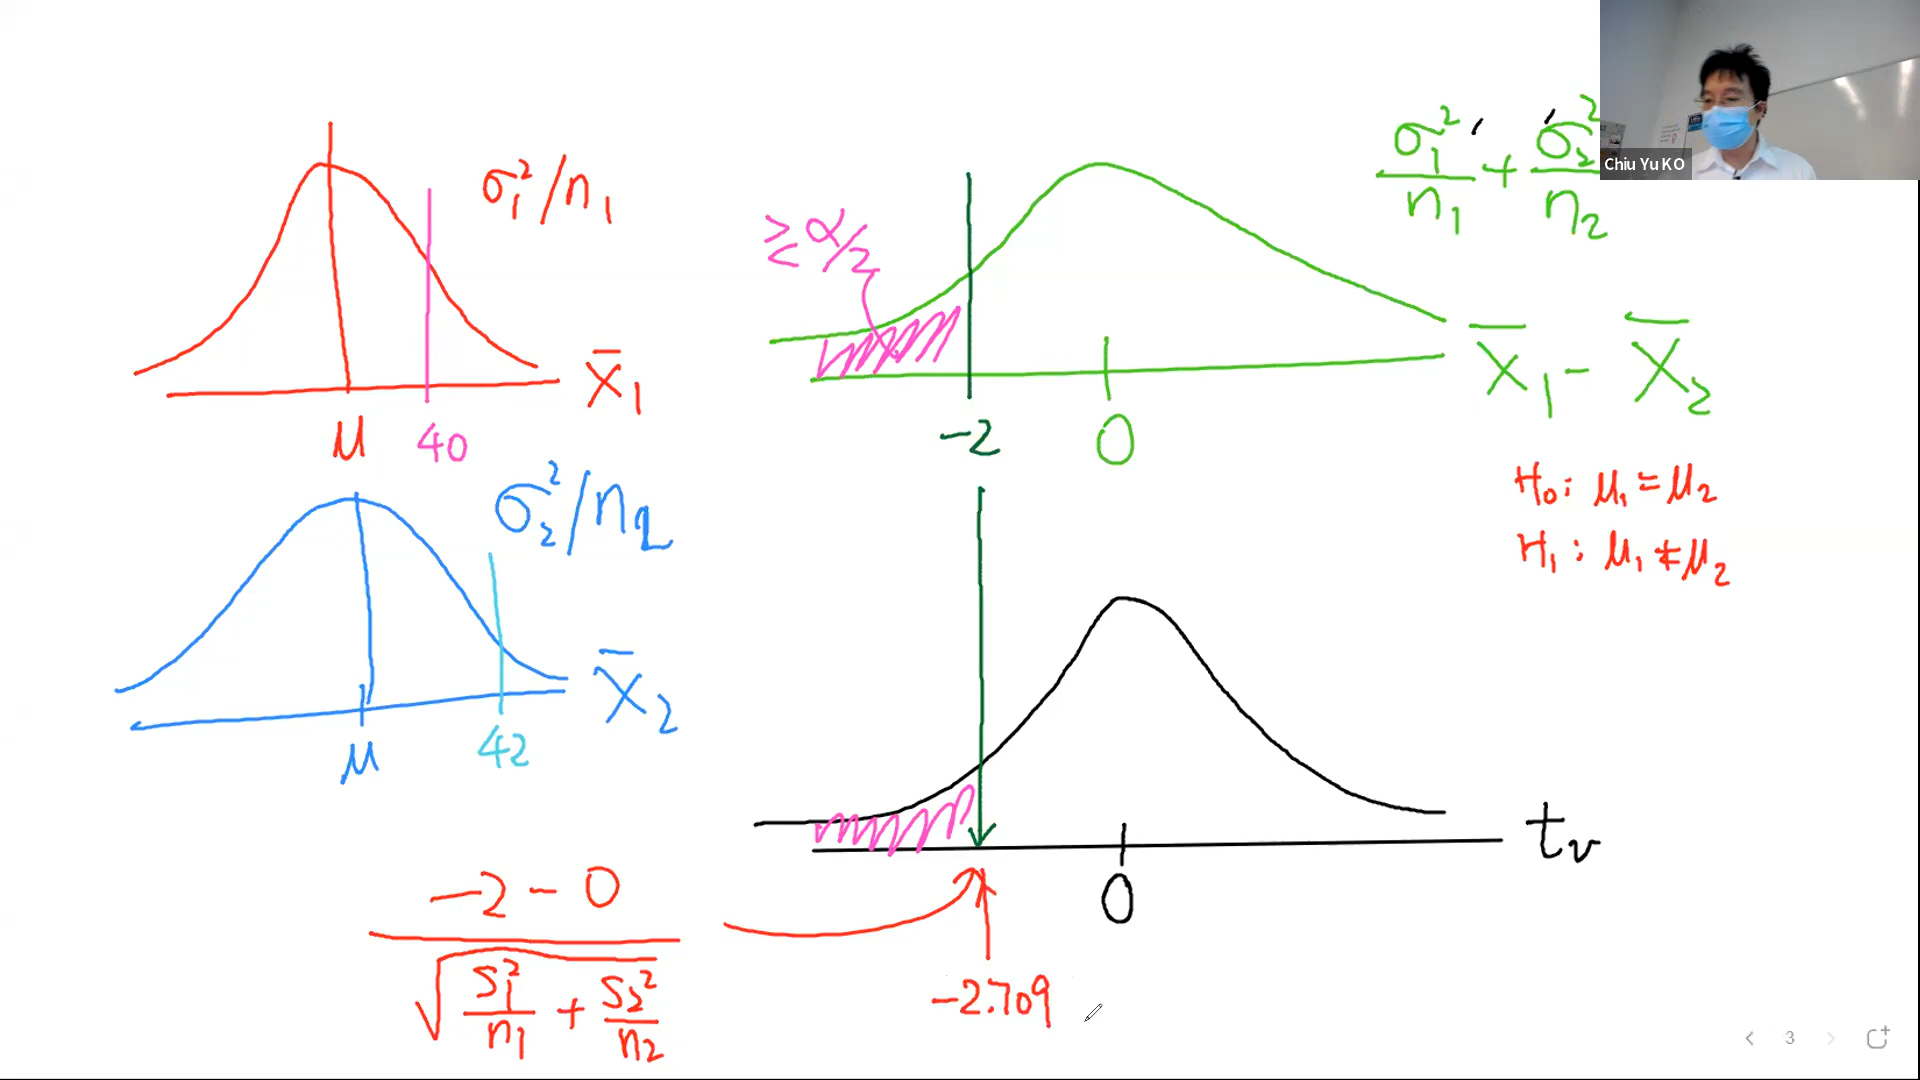 σ₁²/n₁
X̄₁
μ 40
σ₂²/n₂
X̄₂
μ 42
≥ α/2
<
-2 0
σ₁²/n₁ + σ₂²/n₂
X̄₁ - X̄₂
H₀: μ₁ = μ₂
H₁: μ₁ ≠ μ₂
0
tᵥ
-2 - 0
√ s₁²/n₁ + s₂²/n₂
-2.709
Chiu Yu KO
3